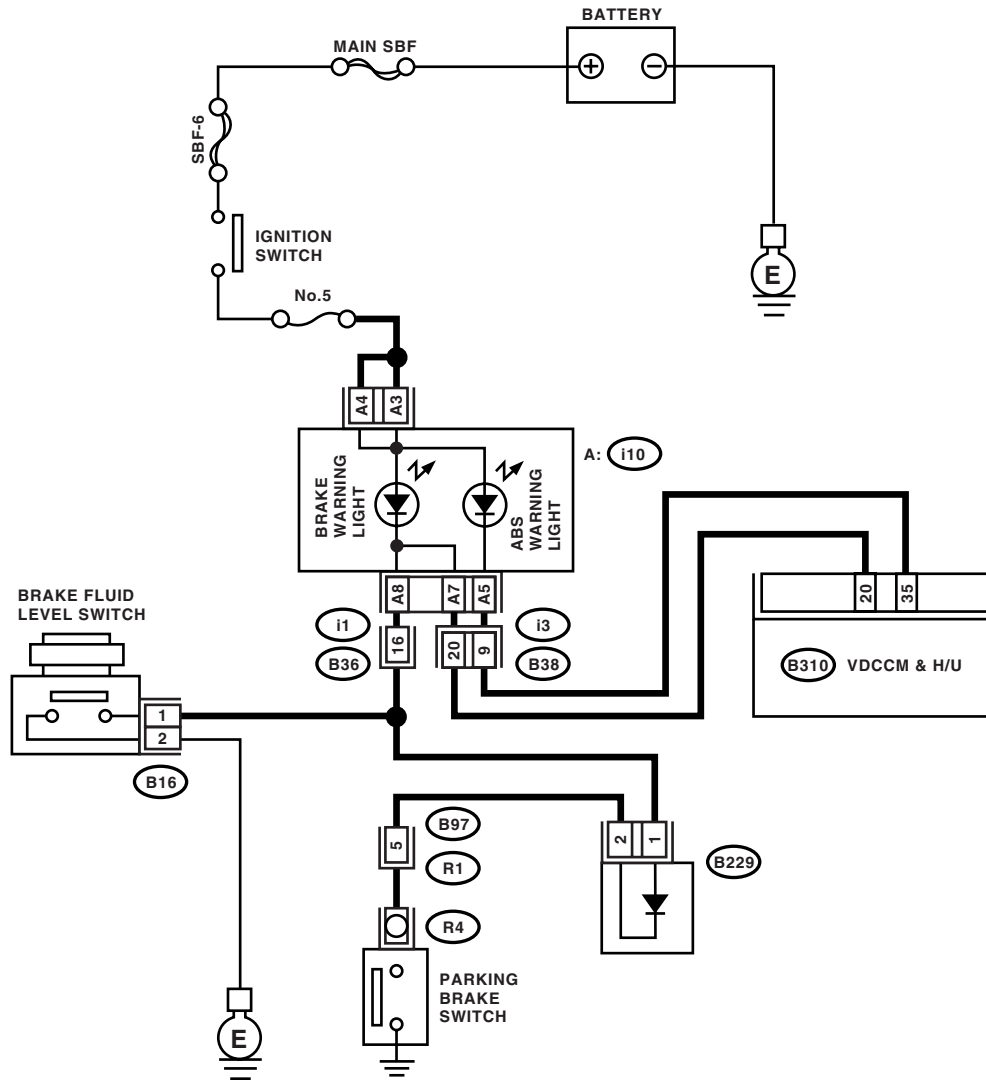 BATTERY
MAIN SBF
SBF-6
IGNITION
SWITCH
E
No.5
A4
A3
A: i10
BRAKE
WARNING
LIGHT
ABS
WARNING
LIGHT
A8
A7
A5
20
35
BRAKE FLUID
LEVEL SWITCH
i1
16
20
9
i3
B36
B38
B310
VDCCM & H/U
1
2
B16
B97
5
R1
2
1
B229
R4
PARKING
BRAKE
SWITCH
E